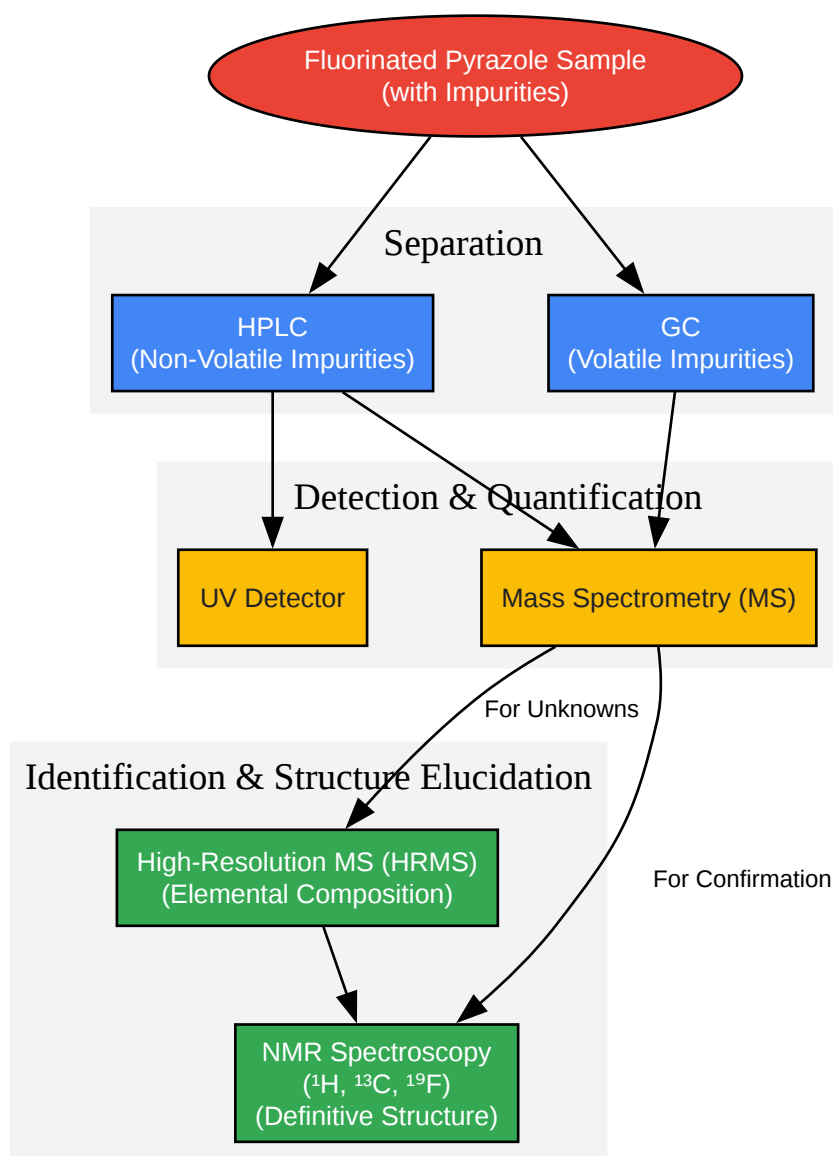 Fluorinated Pyrazole Sample
(with Impurities)
Separation
HPLC
(Non-Volatile Impurities)
GC
(Volatile Impurities)
Detection & Quantification
UV Detector
Mass Spectrometry (MS)
For Unknowns
Identification & Structure Elucidation
High-Resolution MS (HRMS)
(Elemental Composition)
For Confirmation
NMR Spectroscopy
(¹H, ¹³C, ¹⁹F)
(Definitive Structure)